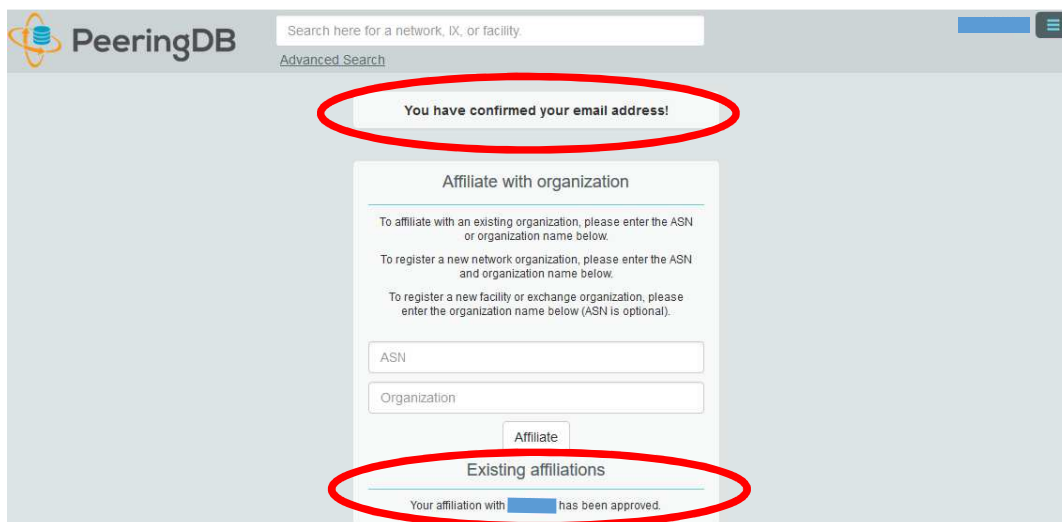 PeeringDB
Search here for a network, IX, or facility.
Advanced Search
You have confirmed your email address!
Affiliate with organization
To affiliate with an existing organization, please enter the ASN
or organization name below.
To register a new network organization, please enter the ASN
and organization name below.
To register a new facility or exchange organization, please
enter the organization name below (ASN is optional).
ASN
Organization
Affiliate
Existing affiliations
Your affiliation with has been approved.